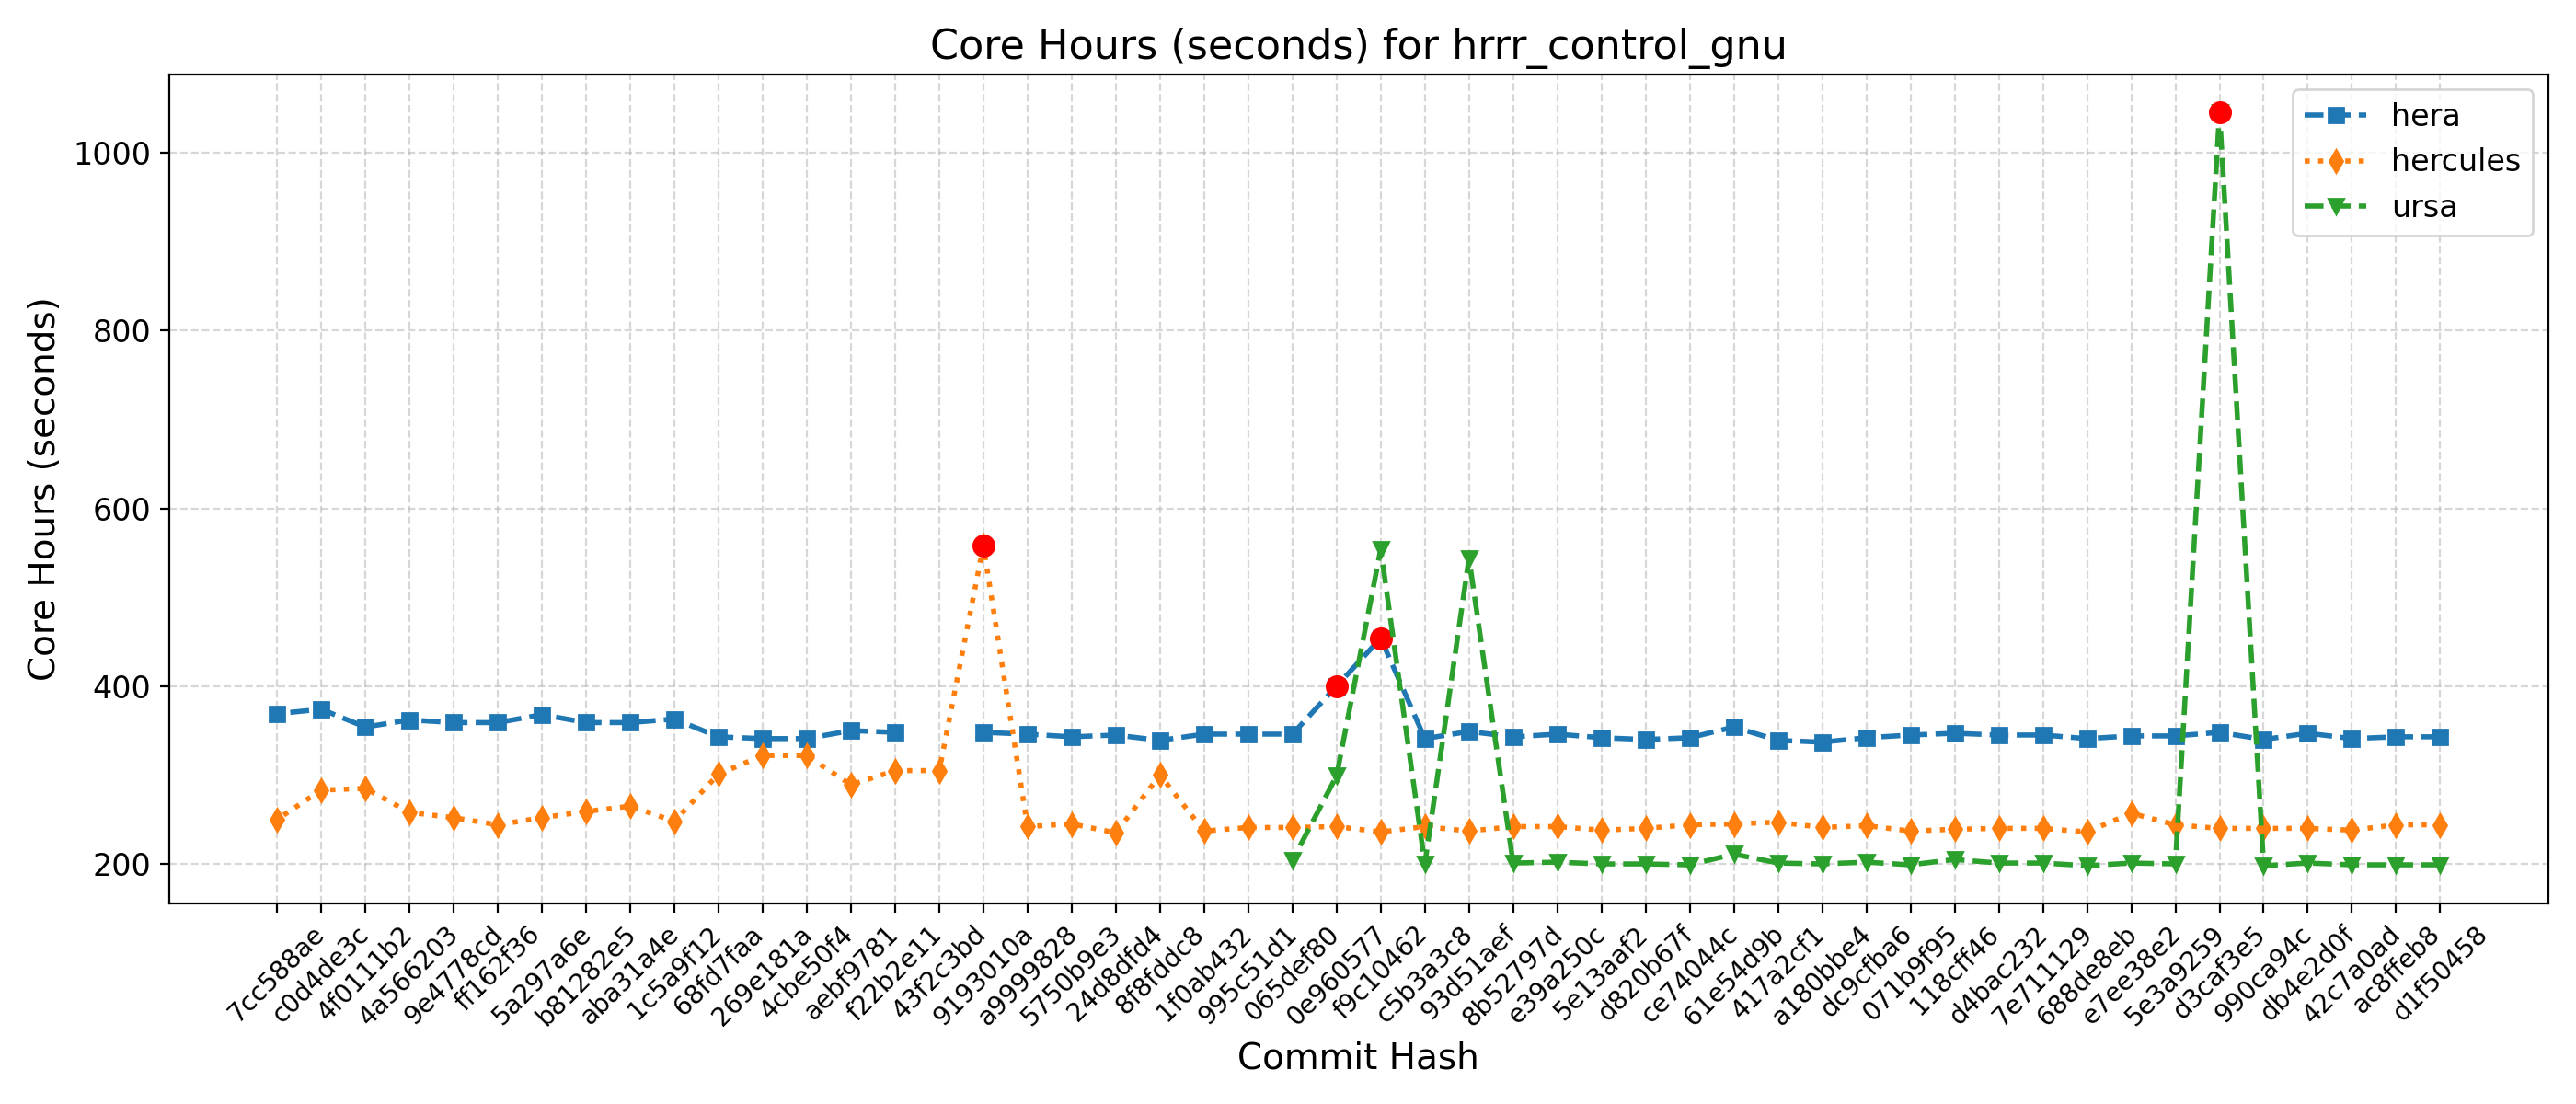 Core Hours (seconds) for hrrr_control_gnu
Core Hours (seconds)
1000
800
600
400
200
hera
hercules
ursa
7cc588ae
c0d4de3c
4f0111b2
4a566203
9e4778cd
ff162f36
5a297a6e
b81282e5
aba31a4e
1c5a9f12
68fd7faa
269e181a
4cbe50f4
aebf9781
f22b2e11
43f2c3bd
9193010a
a9999828
5750b9e3
24d8dfd4
8f8fddc8
1f0ab432
995c51d1
065def80
0e960577
f9c10462
c5b3a3c8
93d51aef
8b52797d
e39a250c
5e13aaf2
d820b67f
ce74044c
61e54d9b
417a2cf1
a180bbe4
dc9cfba6
071b9f95
118cff46
d4bac232
7e711129
688de8eb
e7ee38e2
5e3a9259
d3caf3e5
990ca94c
db4e2d0f
42c7a0ad
ac8ffeb8
d1f50458
Commit Hash